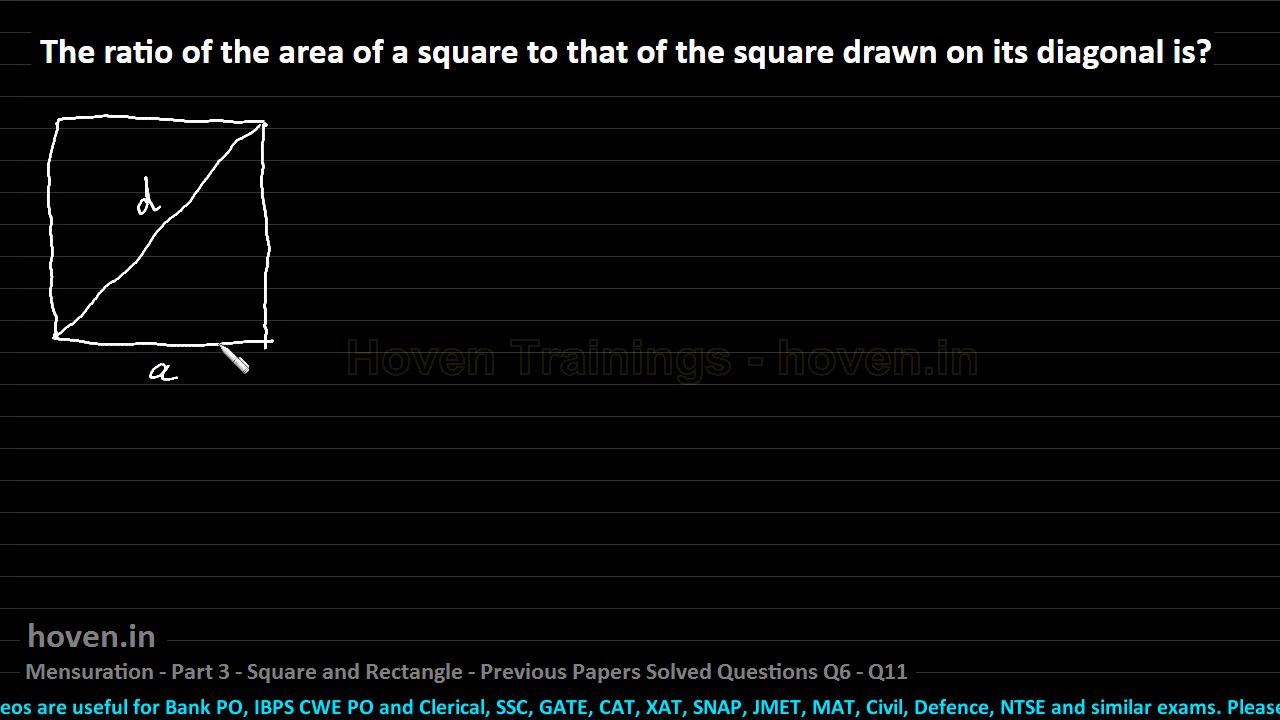 The ratio of the area of a square to that of the square drawn on its diagonal is?
d
a
Hoven Trainings - hoven.in
hoven.in
Mensuration - Part 3 - Square and Rectangle - Previous Papers Solved Questions Q6 - Q11
eos are useful for Bank PO, IBPS CWE PO and Clerical, SSC, GATE, CAT, XAT, SNAP, JMET, MAT, Civil, Defence, NTSE and similar exams. Please